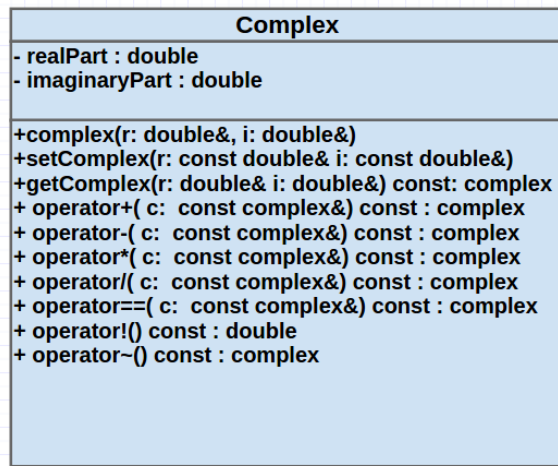 Complex
- realPart : double
- imaginaryPart : double
+complex(r: double&, i: double&)
+setComplex(r: const double& i: const double&)
+getComplex(r: double& i: double&) const: complex
+ operator+( c:  const complex&) const : complex
+ operator-( c:  const complex&) const : complex
+ operator*( c:  const complex&) const : complex
+ operator/( c:  const complex&) const : complex
+ operator==( c:  const complex&) const : complex
+ operator!() const : double
+ operator~() const : complex